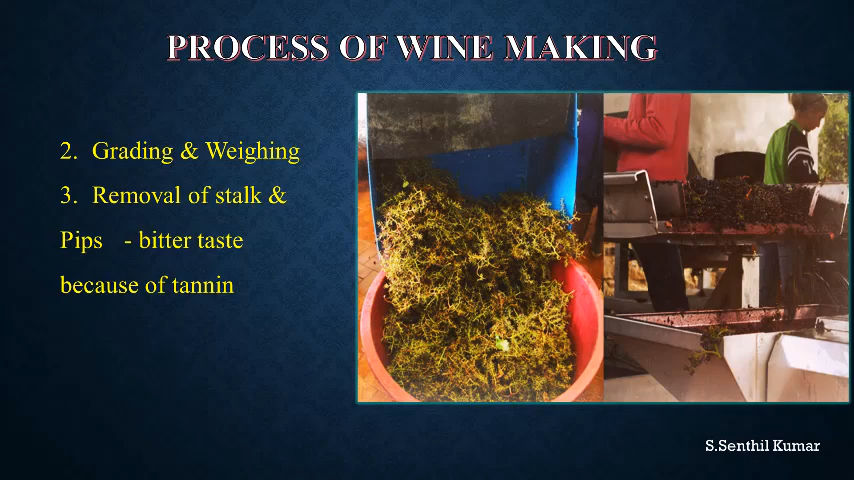 PROCESS OF WINE MAKING
2. Grading & Weighing
3. Removal of stalk &
Pips - bitter taste
because of tannin
S.Senthil Kumar